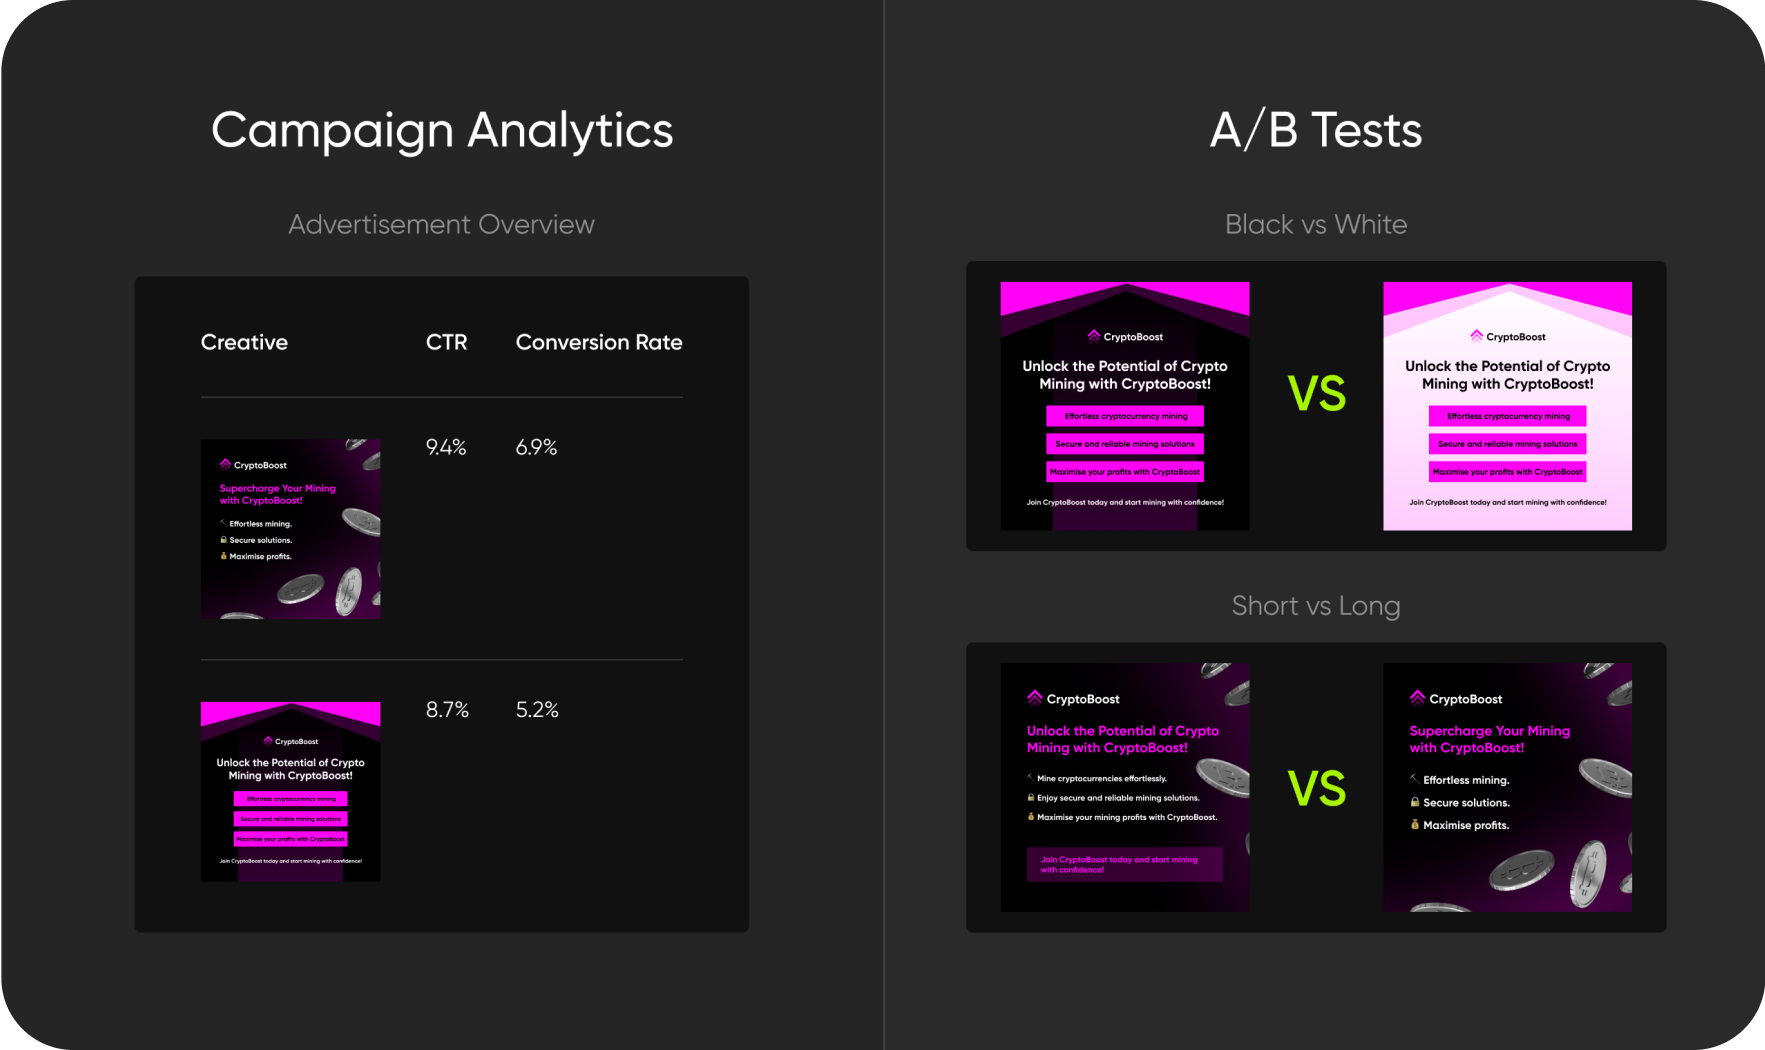 Campaign Analytics
Advertisement Overview
Creative CTR Conversion Rate
9.4% 6.9%
CryptoBoost
Supercharge Your Mining
with CryptoBoost!
Effortless mining.
Secure solutions.
Maximise profits.
8.7% 5.2%
CryptoBoost
Unlock the Potential of Crypto
Mining with CryptoBoost!
Effortless cryptocurrency mining
Secure and reliable mining solutions
Maximise your profits with CryptoBoost
Join CryptoBoost today and start mining with confidence!
A/B Tests
Black vs White
CryptoBoost
Unlock the Potential of Crypto
Mining with CryptoBoost!
Effortless cryptocurrency mining
Secure and reliable mining solutions
Maximise your profits with CryptoBoost
Join CryptoBoost today and start mining with confidence!
VS
CryptoBoost
Unlock the Potential of Crypto
Mining with CryptoBoost!
Effortless cryptocurrency mining
Secure and reliable mining solutions
Maximise your profits with CryptoBoost
Join CryptoBoost today and start mining with confidence!
Short vs Long
CryptoBoost
Unlock the Potential of Crypto
Mining with CryptoBoost!
Mine cryptocurrencies effortlessly.
Enjoy secure and reliable mining solutions.
Maximise your mining profits with CryptoBoost.
Join CryptoBoost today and start mining
with confidence!
VS
CryptoBoost
Supercharge Your Mining
with CryptoBoost!
Effortless mining.
Secure solutions.
Maximise profits.